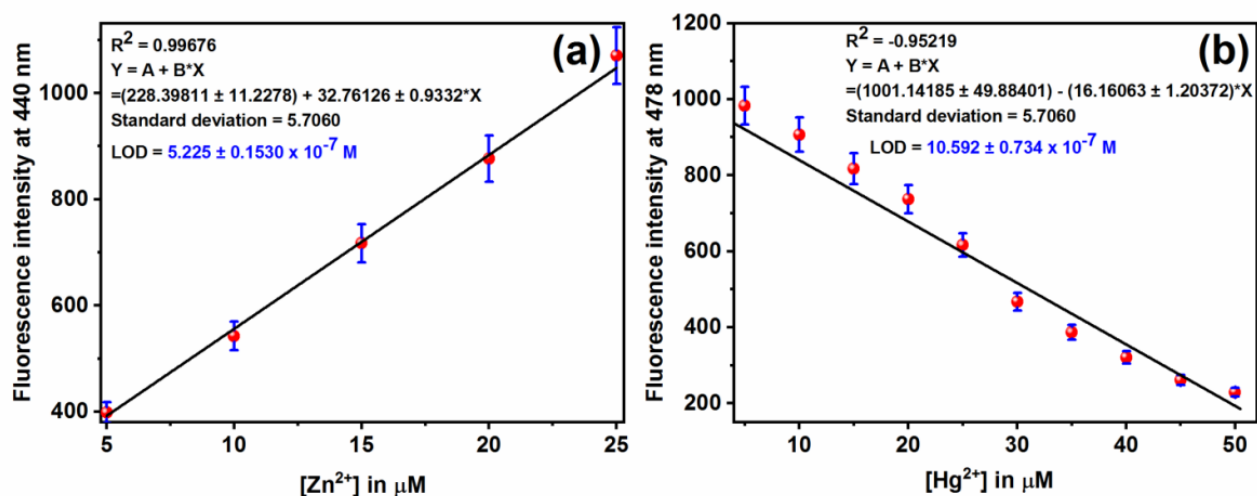 (a)
R² = 0.99676
Y = A + B*X
=(228.39811 ± 11.2278) + 32.76126 ± 0.9332*X
Standard deviation = 5.7060
LOD = 5.225 ± 0.1530 x 10⁻⁷ M
Fluorescence intensity at 440 nm
1000
800
600
400
5
10
15
20
25
[Zn²⁺] in μM
(b)
R² = -0.95219
Y = A + B*X
=(1001.14185 ± 49.88401) - (16.16063 ± 1.20372)*X
Standard deviation = 5.7060
LOD = 10.592 ± 0.734 x 10⁻⁷ M
Fluorescence intensity at 478 nm
1200
1000
800
600
400
200
10
20
30
40
50
[Hg²⁺] in μM